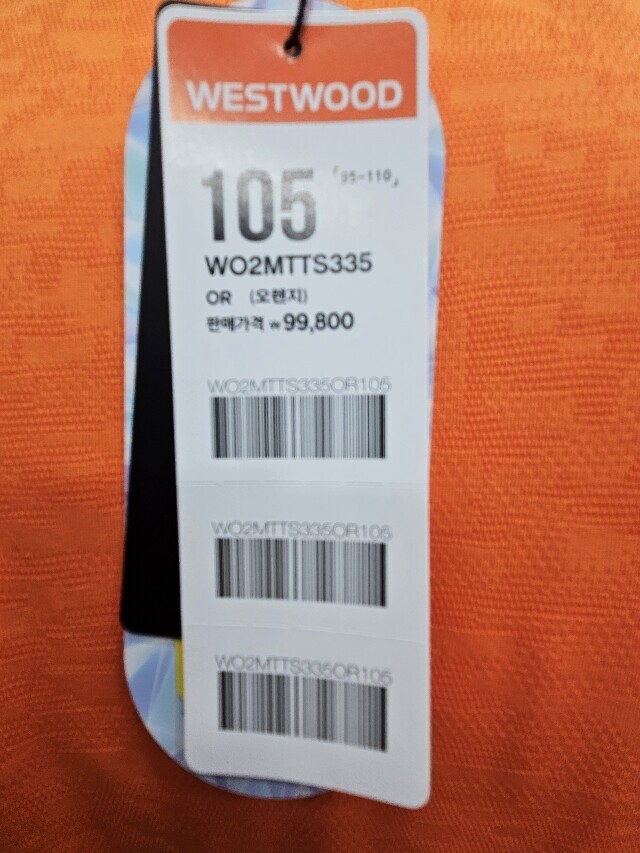 WESTWOOD
105 「95-110」
WO2MTTS335
OR (오렌지)
판매가격 ₩99,800
WO2MTTS335OR105
WO2MTTS335OR105
WO2MTTS335OR105